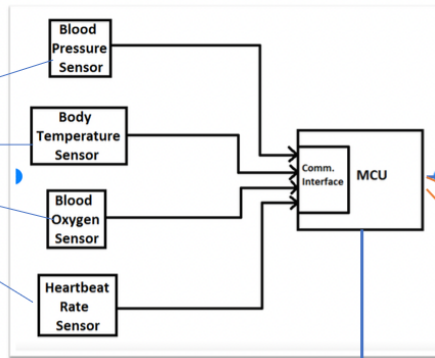 Blood
Pressure
Sensor
Body
Temperature
Sensor
Blood
Oxygen
Sensor
Heartbeat
Rate
Sensor
Comm.
Interface
MCU